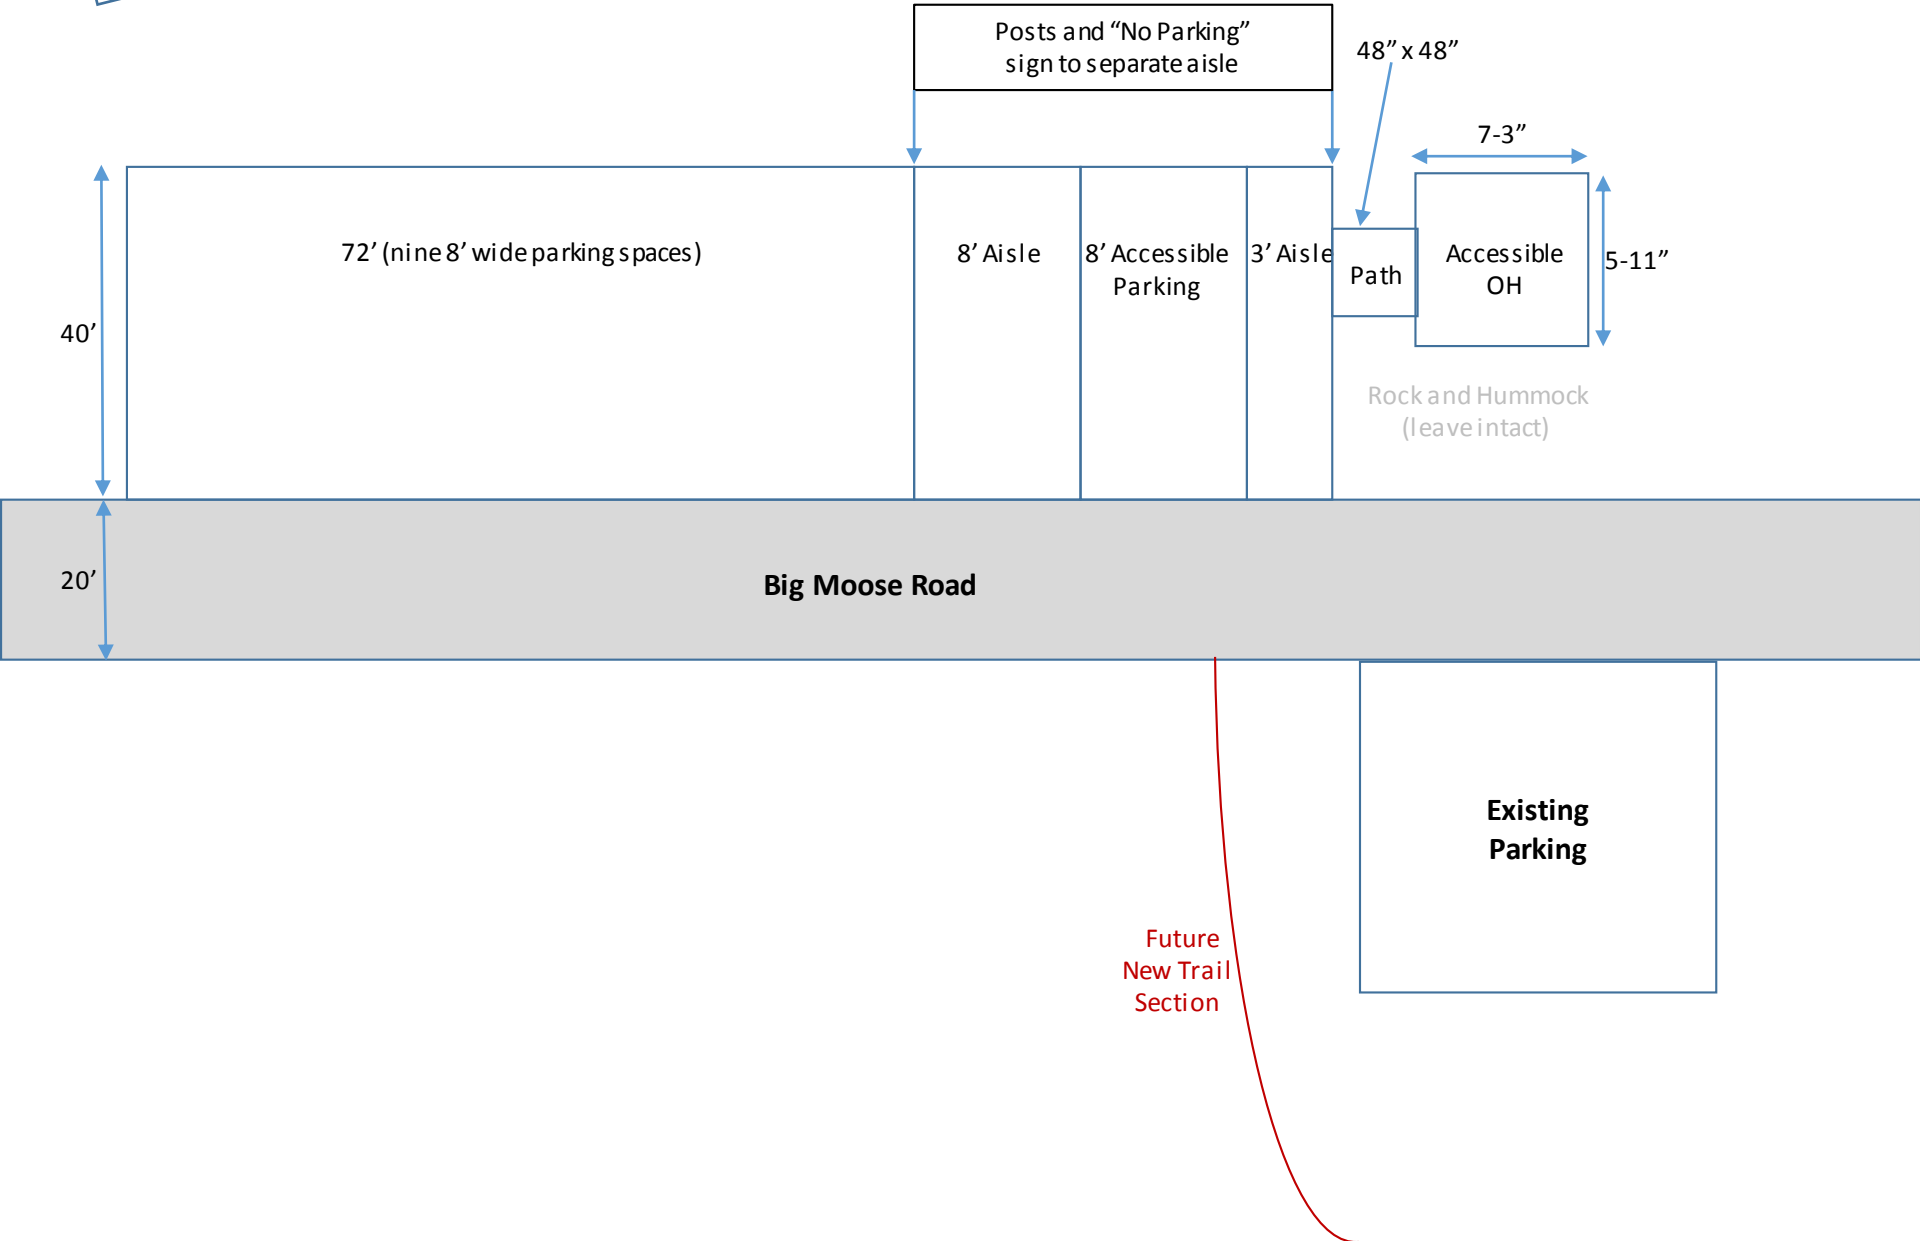 Posts and “No Parking”
sign to separate aisle
48” x 48”
7-3”
72’ (nine 8’ wide parking spaces)
8’ Aisle
8’ Accessible
Parking
3’ Aisle
Path
Accessible
OH
5-11”
40’
Rock and Hummock
(leave intact)
20’
Big Moose Road
Existing
Parking
Future
New Trail
Section